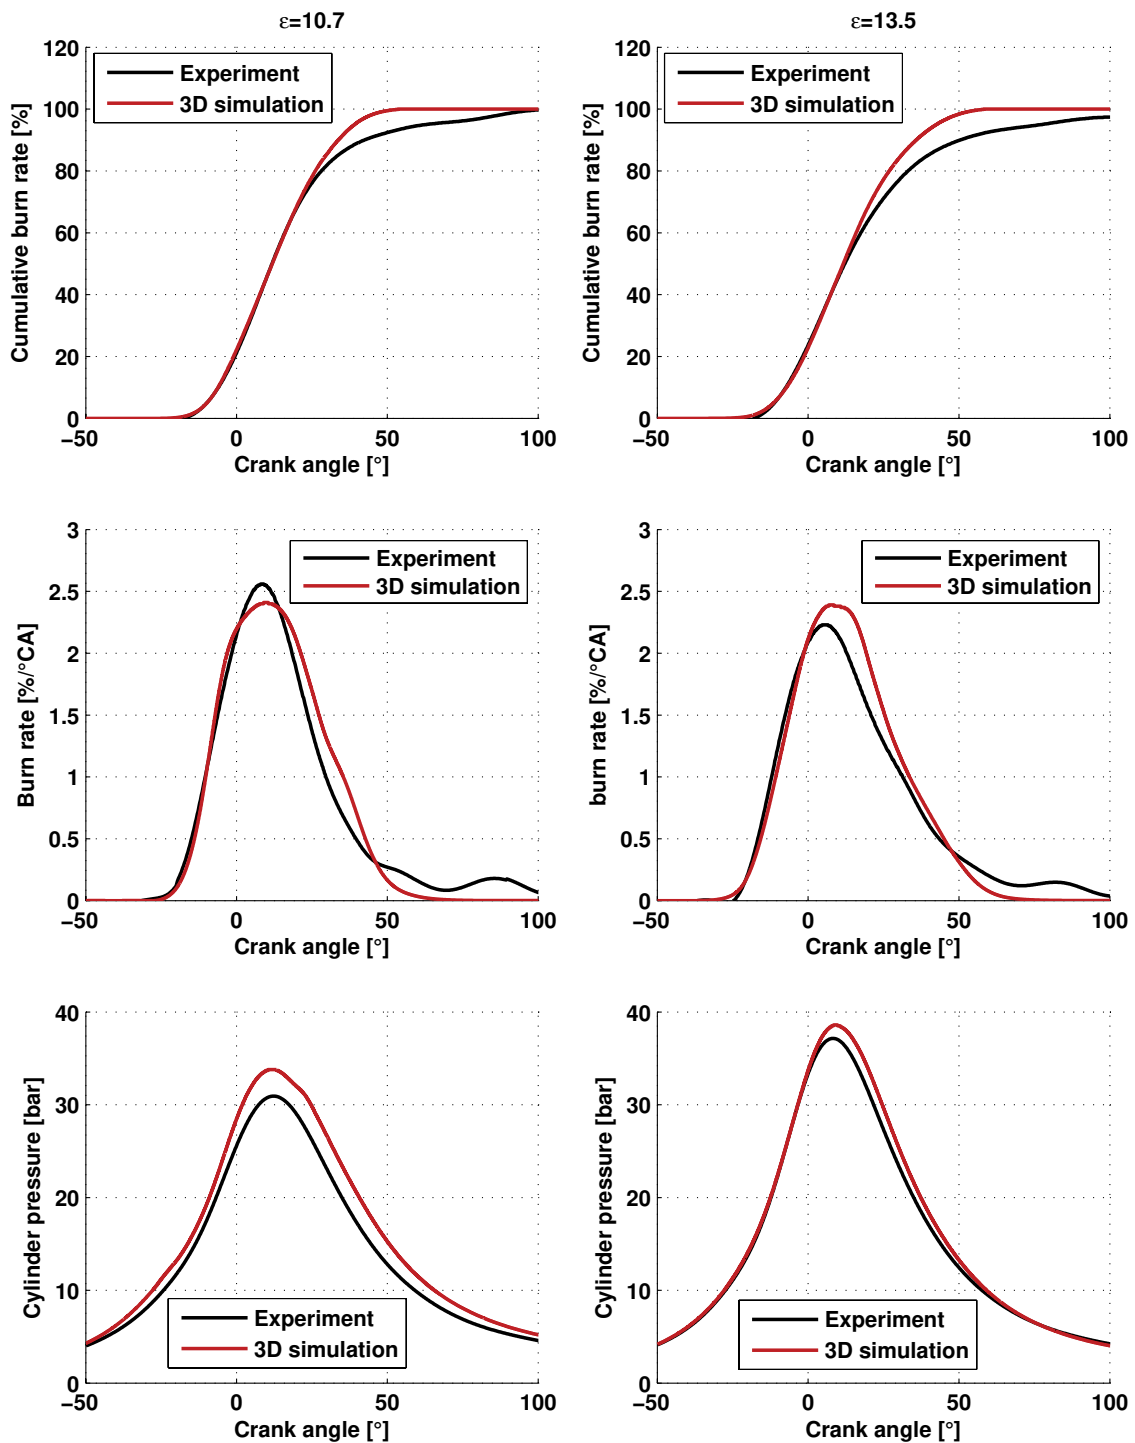 ε=10.7
ε=13.5
120
100
80
60
40
20
0
Cumulative burn rate [%]
Experiment
3D simulation
−50
0
50
100
Crank angle [°]
120
100
80
60
40
20
0
Cumulative burn rate [%]
Experiment
3D simulation
−50
0
50
100
Crank angle [°]
3
2.5
2
1.5
1
0.5
0
Burn rate [%/°CA]
Experiment
3D simulation
−50
0
50
100
Crank angle [°]
3
2.5
2
1.5
1
0.5
0
burn rate [%/°CA]
Experiment
3D simulation
−50
0
50
100
Crank angle [°]
40
30
20
10
0
Cylinder pressure [bar]
Experiment
3D simulation
−50
0
50
100
Crank angle [°]
40
30
20
10
0
Cylinder pressure [bar]
Experiment
3D simulation
−50
0
50
100
Crank angle [°]